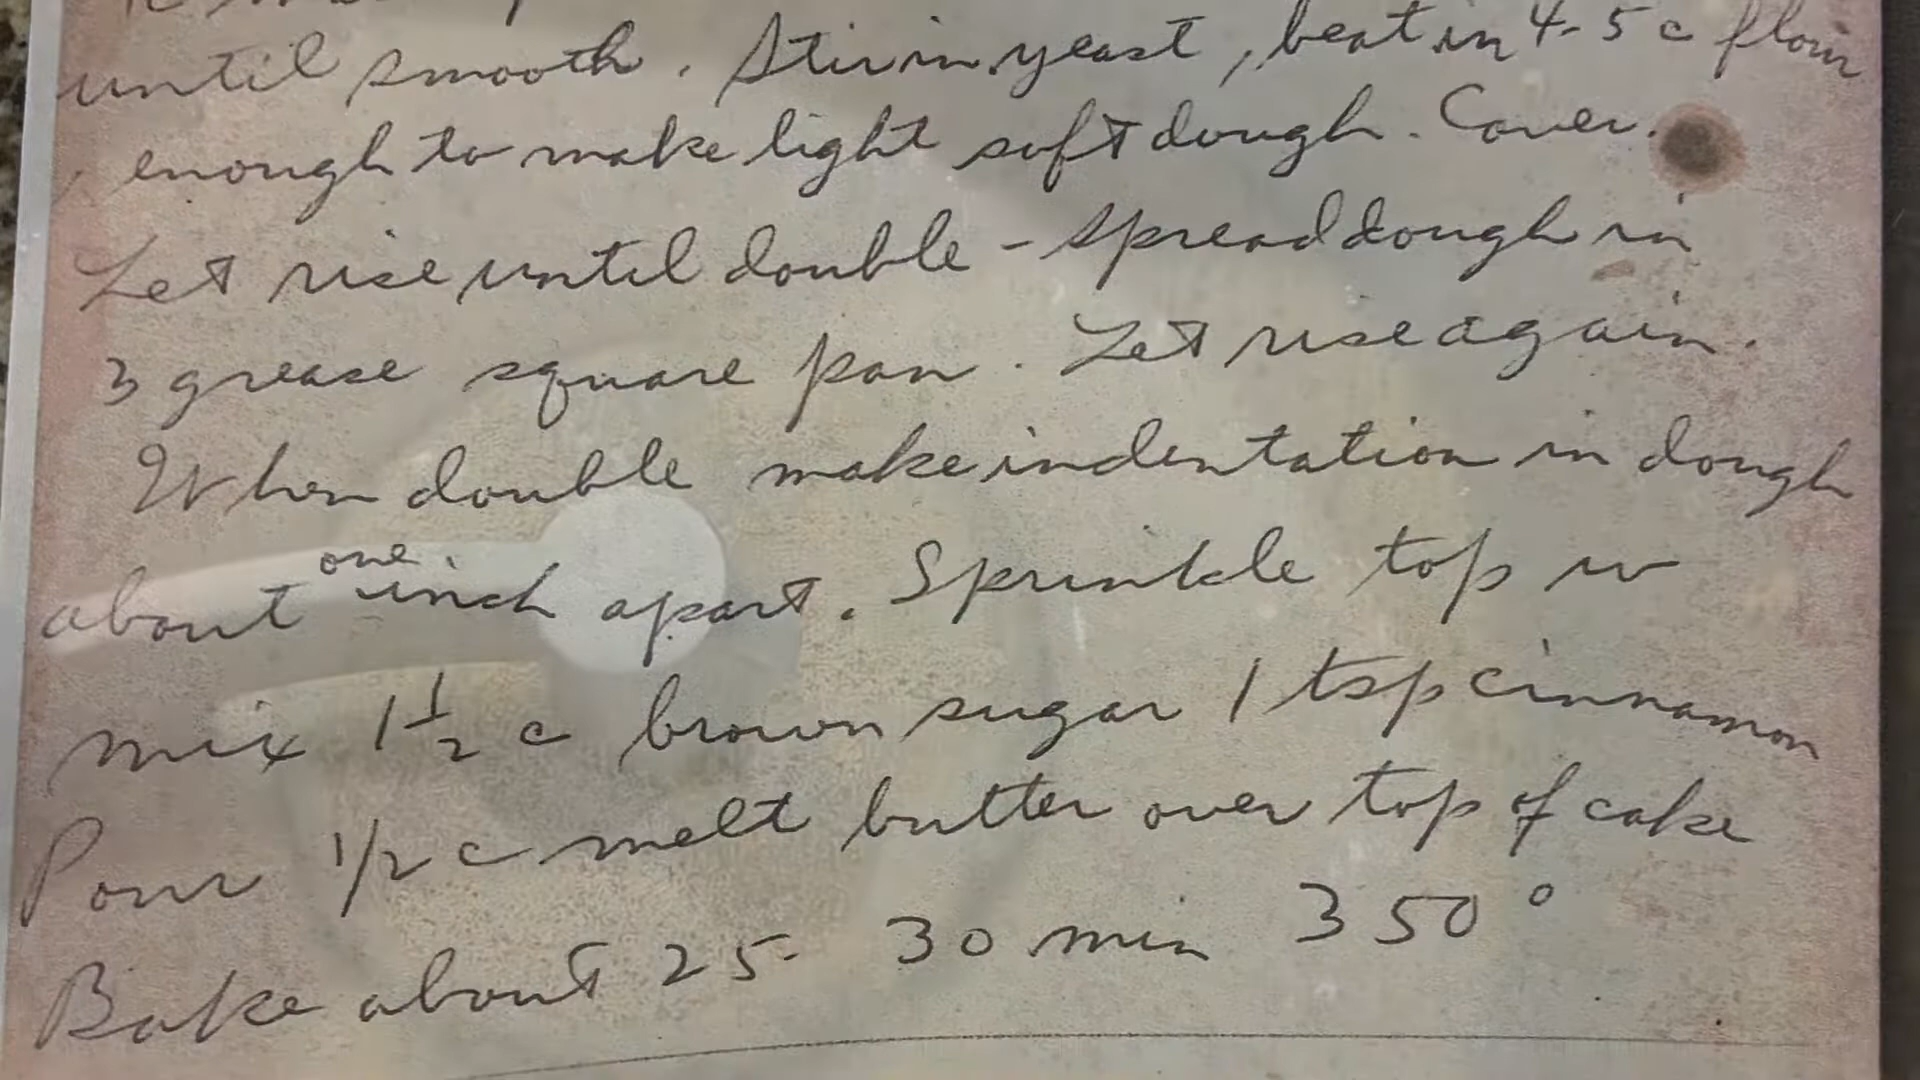 until smooth. Stir in yeast, beat in 4-5 c flour
enough to make light soft dough. Cover.
Let rise until double - spread dough in
3 grease square pan. Let rise again.
When double make indentation in dough
about one inch apart. Sprinkle top w
mix 1 1/2 c brown sugar 1 tsp cinnamon
Pour 1/2 c melt butter over top of cake
Bake about 25- 30 min 350°